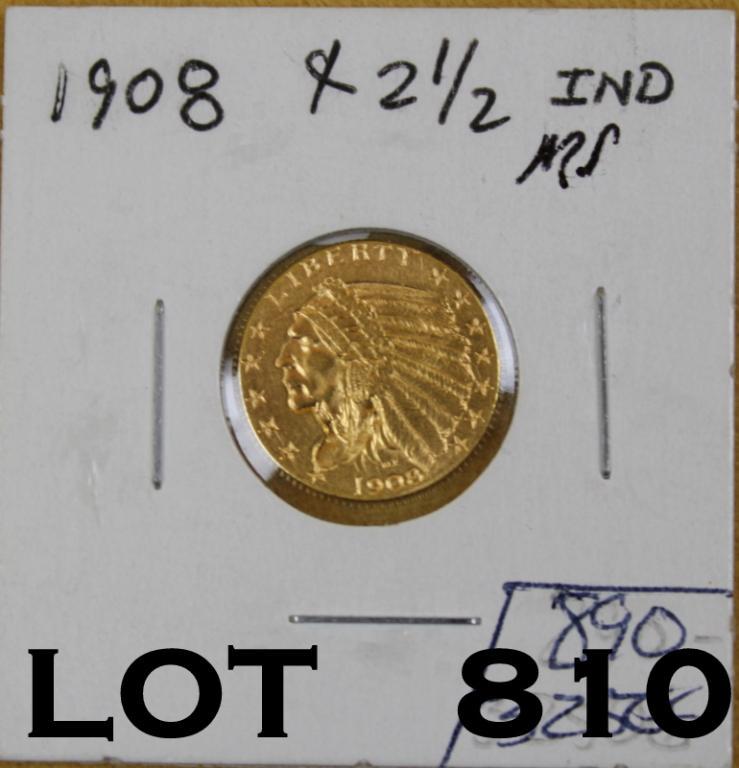 1908 $ 2 1/2 IND
MS
LIBERTY
1908
890-
LOT 810